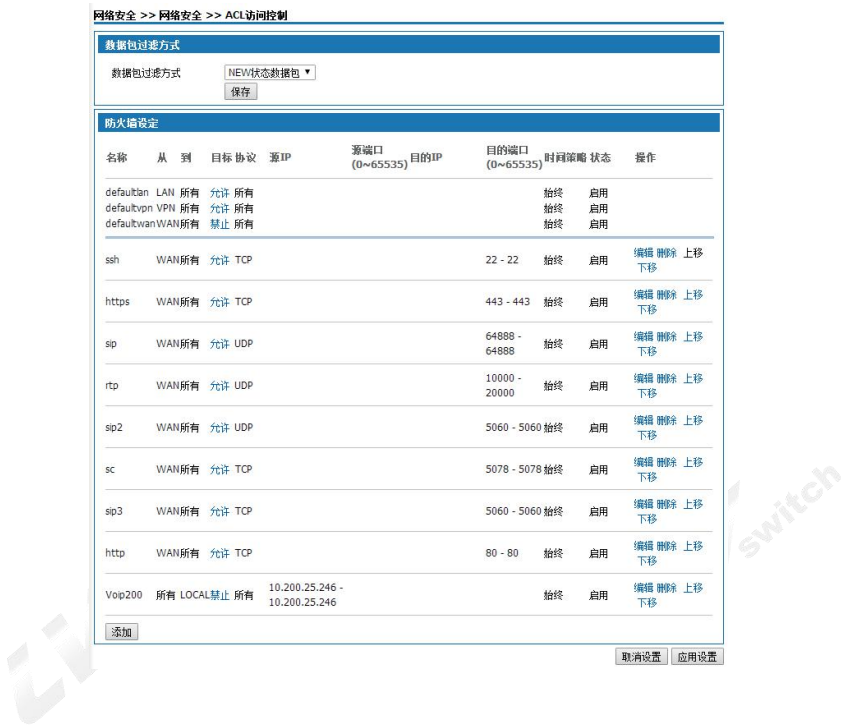 网络安全 >> 网络安全 >> ACL访问控制
数据包过滤方式
数据包过滤方式 NEW状态数据包
保存
防火墙设定
名称 从 到 目标 协议 源IP 源端口 (0~65535) 目的IP 目的端口 (0~65535) 时间策略 状态 操作
defaultlan LAN 所有 允许 所有 始终 启用
defaultvpn VPN 所有 允许 所有 始终 启用
defaultwan WAN 所有 禁止 所有 始终 启用
ssh WAN 所有 允许 TCP 22 - 22 始终 启用 编辑 删除 上移 下移
https WAN 所有 允许 TCP 443 - 443 始终 启用 编辑 删除 上移 下移
sip WAN 所有 允许 UDP 64888 - 64888 始终 启用 编辑 删除 上移 下移
rtp WAN 所有 允许 UDP 10000 - 20000 始终 启用 编辑 删除 上移 下移
sip2 WAN 所有 允许 UDP 5060 - 5060 始终 启用 编辑 删除 上移 下移
sc WAN 所有 允许 TCP 5078 - 5078 始终 启用 编辑 删除 上移 下移
sip3 WAN 所有 允许 TCP 5060 - 5060 始终 启用 编辑 删除 上移 下移
http WAN 所有 允许 TCP 80 - 80 始终 启用 编辑 删除 上移 下移
Voip200 所有 LOCAL 禁止 所有 10.200.25.246 - 10.200.25.246 始终 启用 编辑 删除 上移 下移
添加
取消设置 应用设置
switch